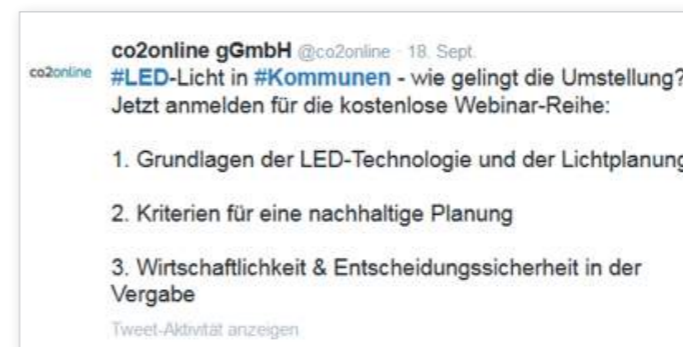 co2online gGmbH @co2online · 18. Sept.
co2online
#LED-Licht in #Kommunen - wie gelingt die Umstellung?
Jetzt anmelden für die kostenlose Webinar-Reihe:
1. Grundlagen der LED-Technologie und der Lichtplanung
2. Kriterien für eine nachhaltige Planung
3. Wirtschaftlichkeit & Entscheidungssicherheit in der
Vergabe
Tweet-Aktivität anzeigen